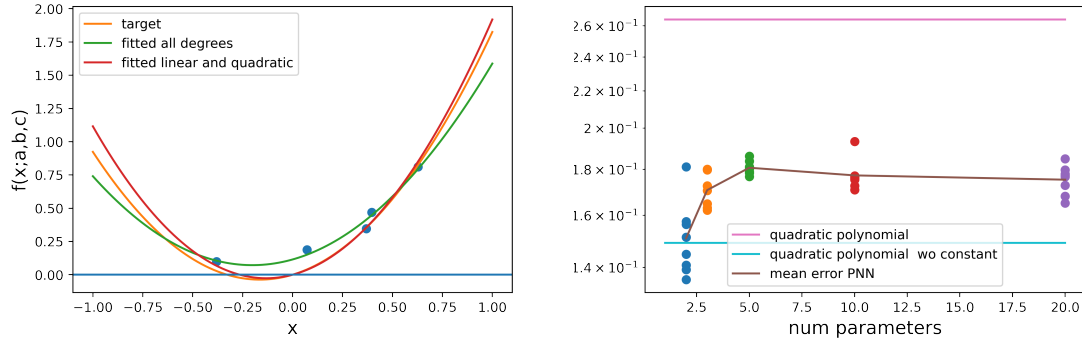 2.00
1.75
1.50
1.25
1.00
0.75
0.50
0.25
0.00
f(x;a,b,c)
target
fitted all degrees
fitted linear and quadratic
−1.00 −0.75 −0.50 −0.25 0.00 0.25 0.50 0.75 1.00
x
2.6 × 10⁻¹
2.4 × 10⁻¹
2.2 × 10⁻¹
2 × 10⁻¹
1.8 × 10⁻¹
1.6 × 10⁻¹
1.4 × 10⁻¹
quadratic polynomial
quadratic polynomial wo constant
mean error PNN
2.5 5.0 7.5 10.0 12.5 15.0 17.5 20.0
num parameters